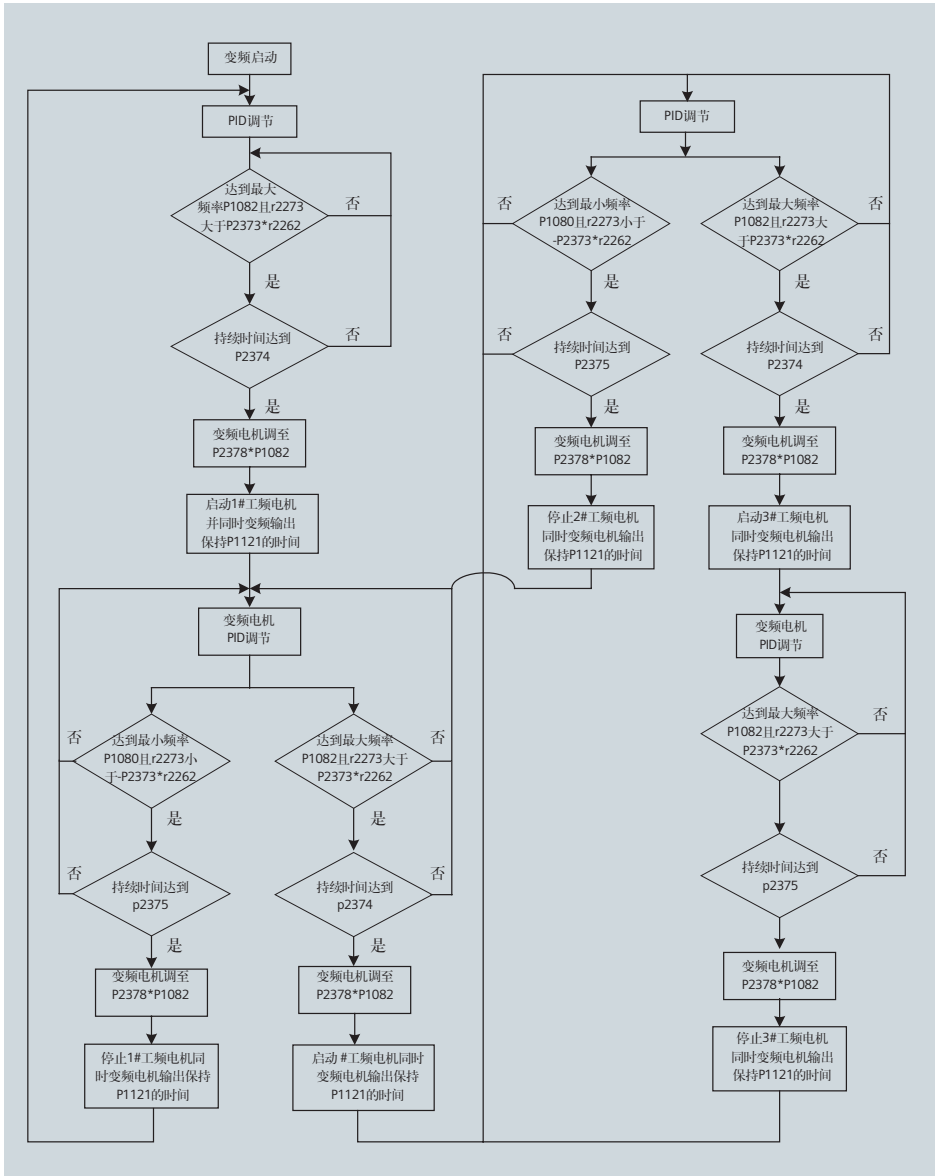 变频启动
PID调节
达到最大
频率P1082且r2273
大于P2373*r2262
否
是
持续时间达到
P2374
否
是
变频电机调至
P2378*P1082
启动1#工频电机
并同时变频输出
保持P1121的时间
变频电机
PID调节
否
达到最小频率
P1080且r2273小
于-P2373*r2262
是
否
持续时间达到
p2375
是
变频电机调至
P2378*P1082
停止1#工频电机同
时变频电机输出保持
P1121的时间
达到最大频率
P1082且r2273大于
P2373*r2262
否
是
持续时间达到
p2374
否
变频电机调至
P2378*P1082
启动 #工频电机同时
变频电机输出保持
P1121的时间
PID调节
否
达到最小频率
P1080且r2273小于
-P2373*r2262
是
否
持续时间达到
P2375
是
变频电机调至
P2378*P1082
停止2#工频电机
同时变频电机输出
保持P1121的时间
达到最大频率
P1082且r2273大
于P2373*r2262
否
是
持续时间达到
P2374
否
是
变频电机调至
P2378*P1082
启动3#工频电机
同时变频电机输出
保持P1121的时间
变频电机
PID调节
达到最大频率
P1082且r2273大于
P2373*r2262
否
持续时间达到
p2375
否
变频电机调至
P2378*P1082
停止3#工频电机
同时变频电机输出
保持P1121的时间